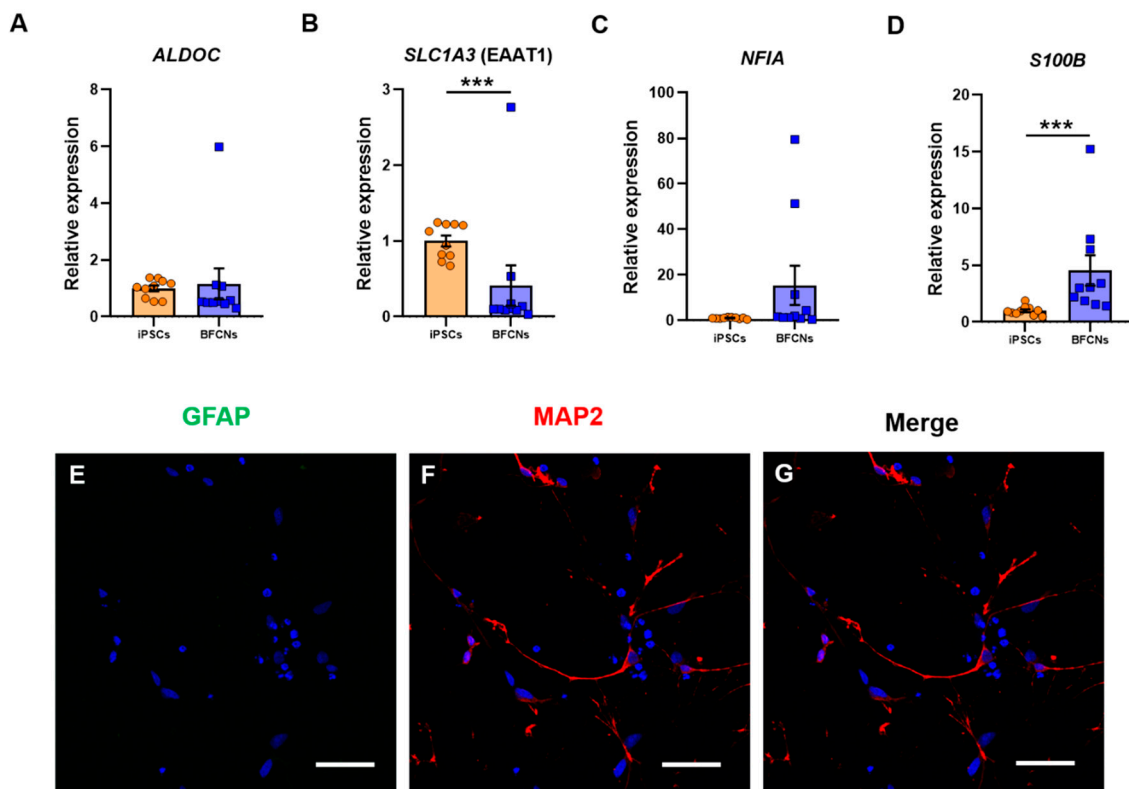 A
ALDOC
Relative expression
8
6
4
2
0
iPSCs
BFCNs
B
SLC1A3 (EAAT1)
***
Relative expression
3
2
1
0
iPSCs
BFCNs
C
NFIA
Relative expression
100
80
60
40
20
0
iPSCs
BFCNs
D
S100B
***
Relative expression
20
15
10
5
0
iPSCs
BFCNs
GFAP
MAP2
Merge
E
F
G